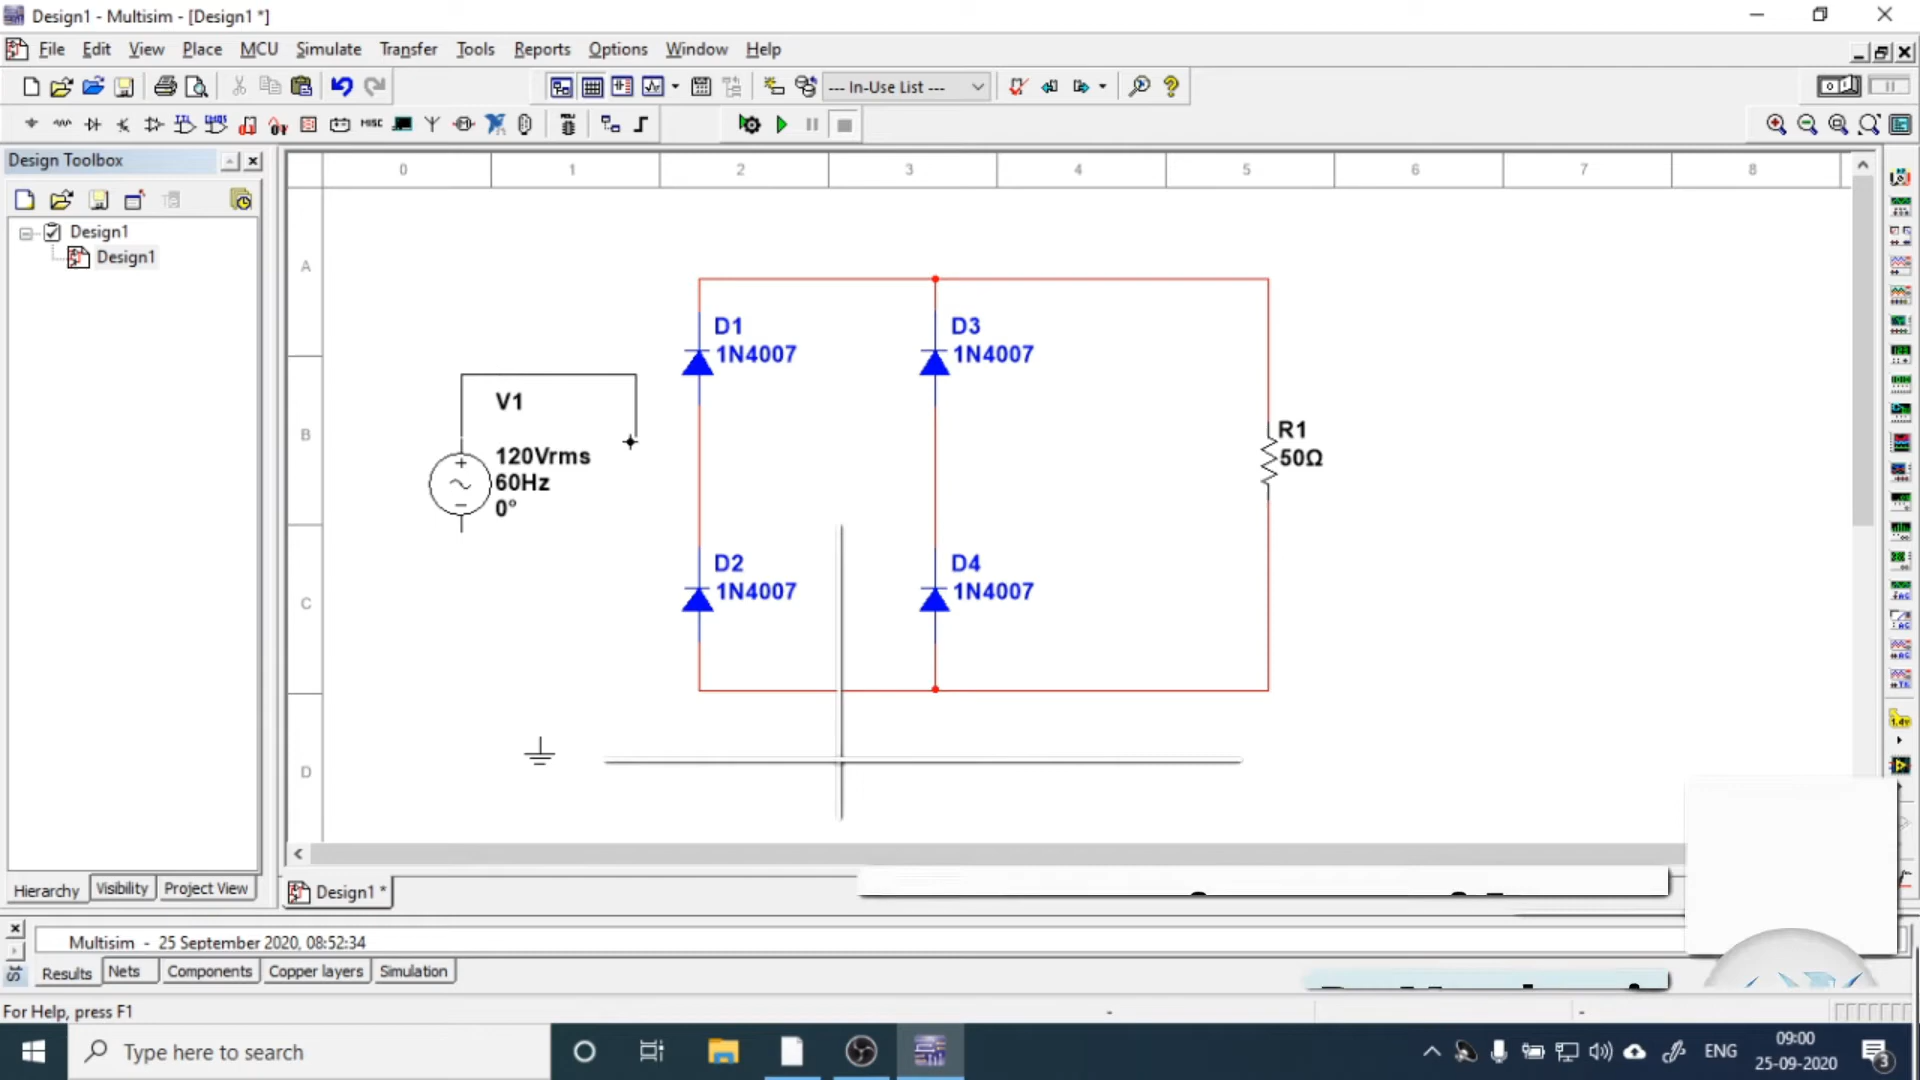 Design1 - Multisim - [Design1 *]
File Edit View Place MCU Simulate Transfer Tools Reports Options Window Help
--- In-Use List ---
MISC
Design Toolbox
0 1 2 3 4 5 6 7 8
Design1
Design1
A
B
C
D
D1
1N4007
D3
1N4007
V1
120Vrms
60Hz
0°
R1
50Ω
D2
1N4007
D4
1N4007
Hierarchy Visibility Project View
Design1 *
Multisim - 25 September 2020, 08:52:34
Results Nets Components Copper layers Simulation
For Help, press F1
Type here to search
ENG
09:00
25-09-2020
3